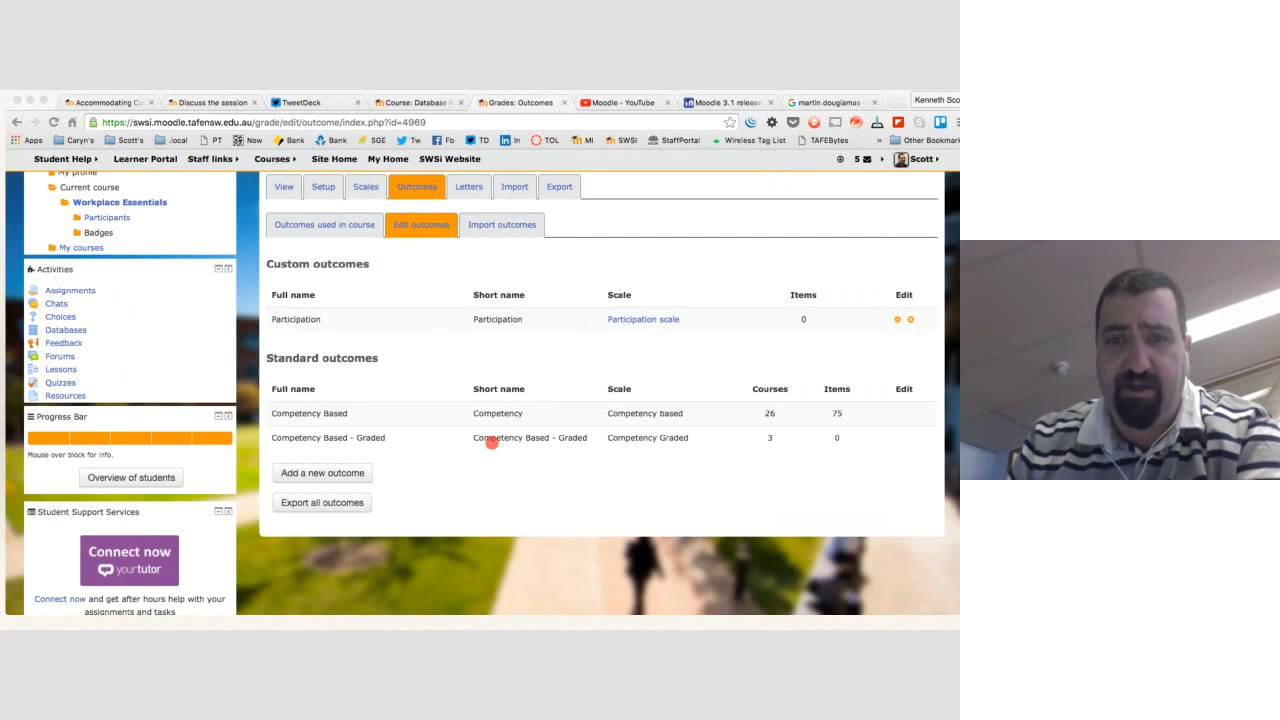 Accommodating Co
Discuss the session
TweetDeck
Course: Database R
Grades: Outcomes
Moodle - YouTube
Moodle 3.1 release
martin dougiamas -
Kenneth Sco
https://swsi.moodle.tafensw.edu.au/grade/edit/outcome/index.php?id=4969
Apps Caryn's Scott's .local PT Now Bank Bank SGE Tw Fb TD In TOL MI SWSI StaffPortal Wireless Tag List TAFEBytes » Other Bookmark
Student Help Learner Portal Staff links Courses Site Home My Home SWSi Website 5 Scott
My profile
Current course
Workplace Essentials
Participants
Badges
My courses
Activities
Assignments
Chats
Choices
Databases
Feedback
Forums
Lessons
Quizzes
Resources
Progress Bar
Mouse over block for info.
Overview of students
Student Support Services
Connect now
yourtutor
Connect now and get after hours help with your
assignments and tasks
View Setup Scales Outcomes Letters Import Export
Outcomes used in course Edit outcomes Import outcomes
Custom outcomes
Full name Short name Scale Items Edit
Participation Participation Participation scale 0
Standard outcomes
Full name Short name Scale Courses Items Edit
Competency Based Competency Competency based 26 75
Competency Based - Graded Competency Based - Graded Competency Graded 3 0
Add a new outcome
Export all outcomes